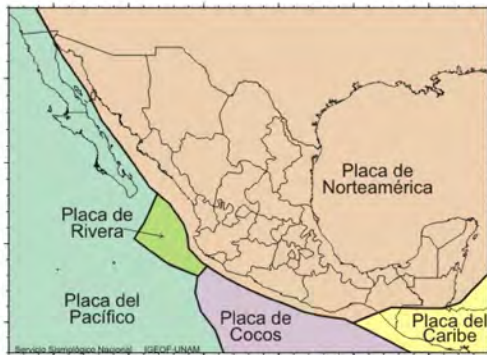 Placa de
Norteamérica
Placa de
Rivera
Placa del
Pacífico
Placa de
Cocos
Placa del
Caribe
Servicio Sismológico Nacional IGEOF-UNAM